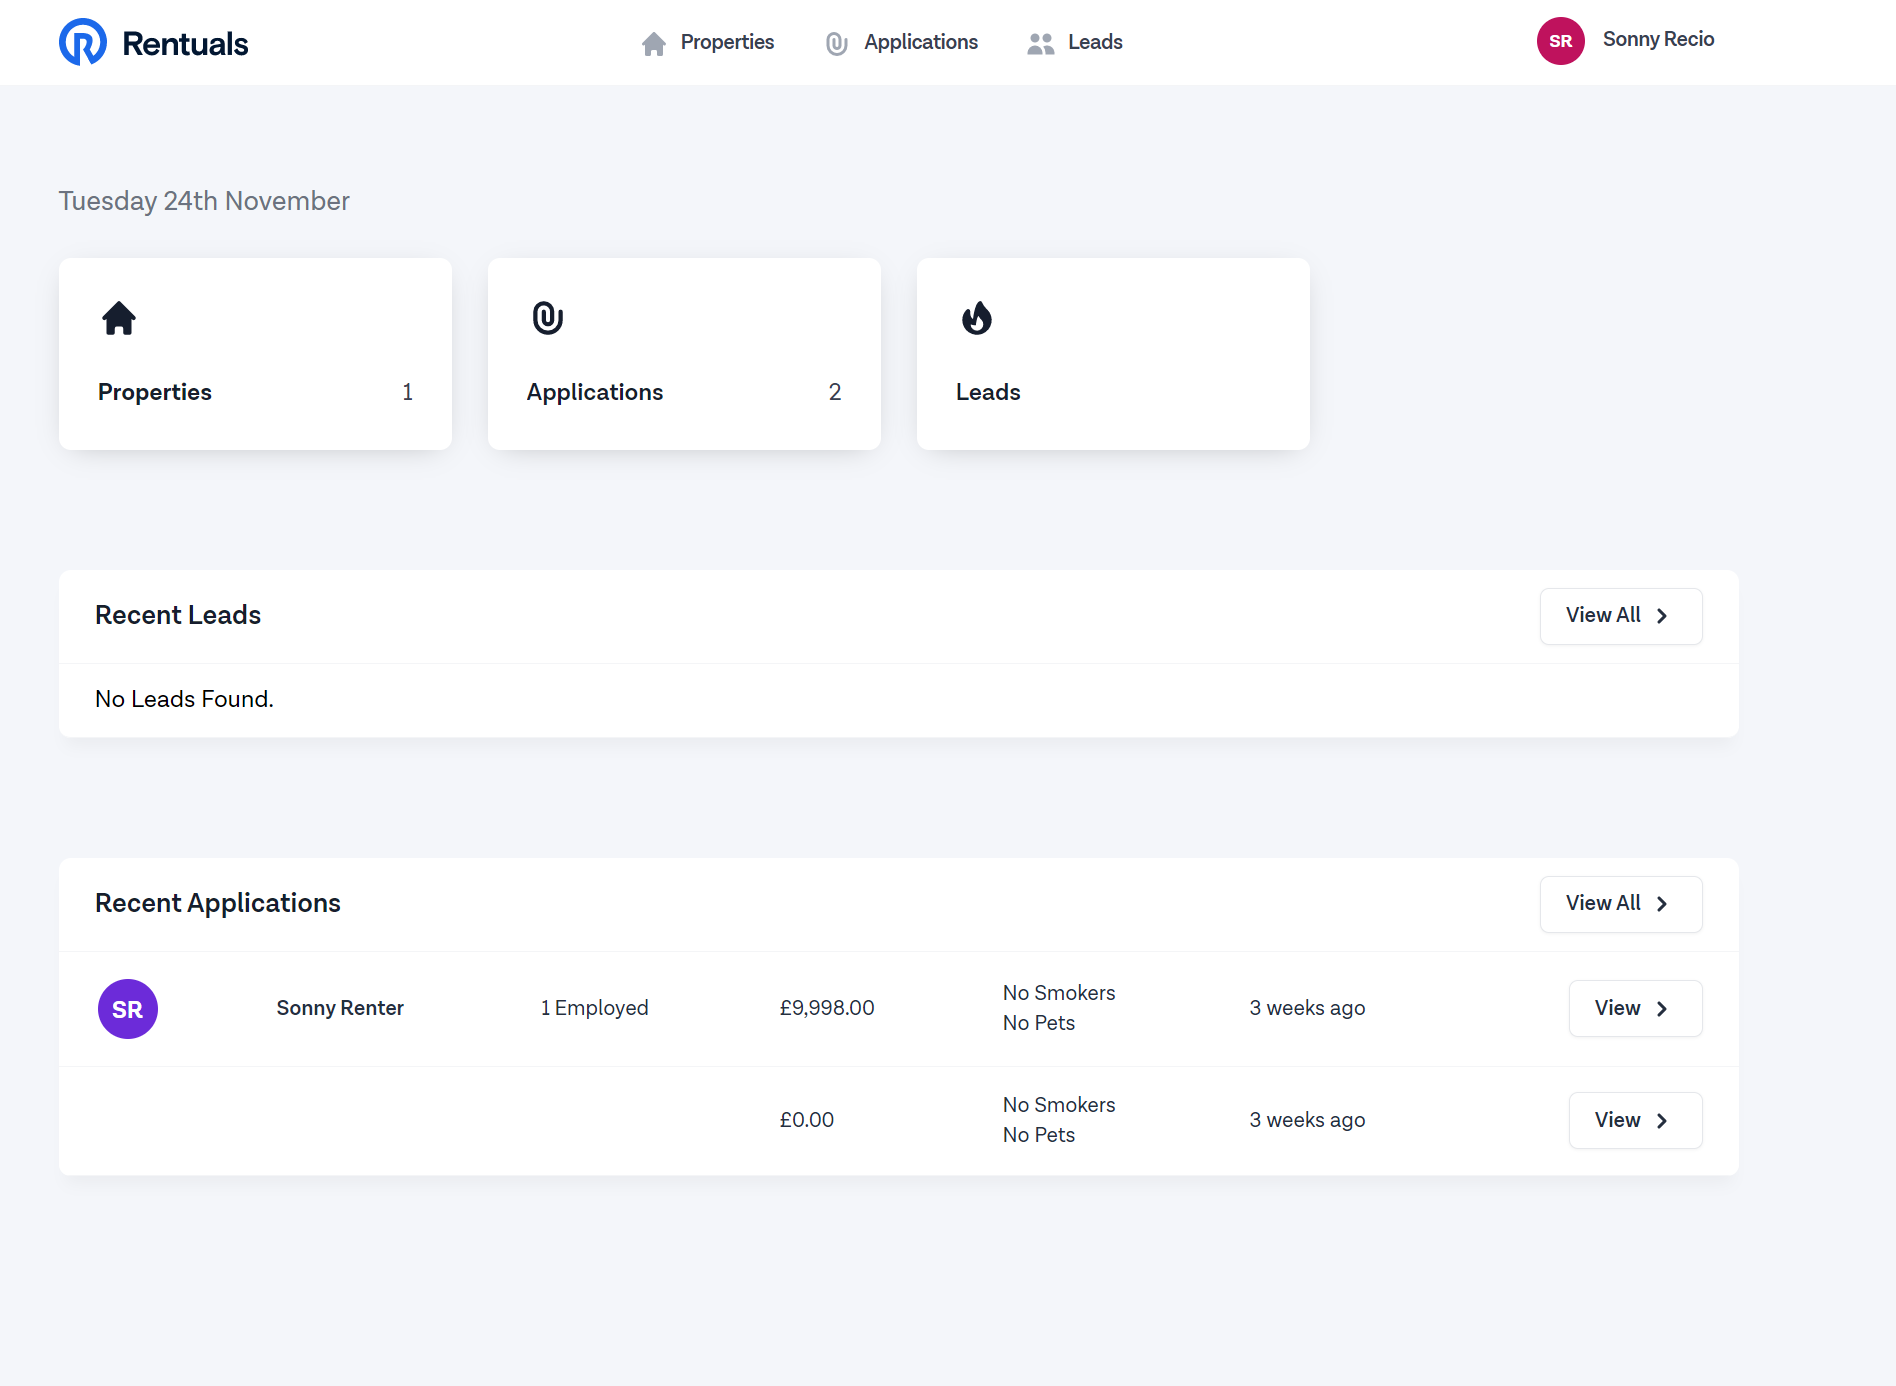 Rentuals
Properties
Applications
Leads
SR
Sonny Recio
Tuesday 24th November
Properties 1
Applications 2
Leads
Recent Leads
View All
No Leads Found.
Recent Applications
View All
SR
Sonny Renter
1 Employed
£9,998.00
No Smokers
No Pets
3 weeks ago
View
£0.00
No Smokers
No Pets
3 weeks ago
View